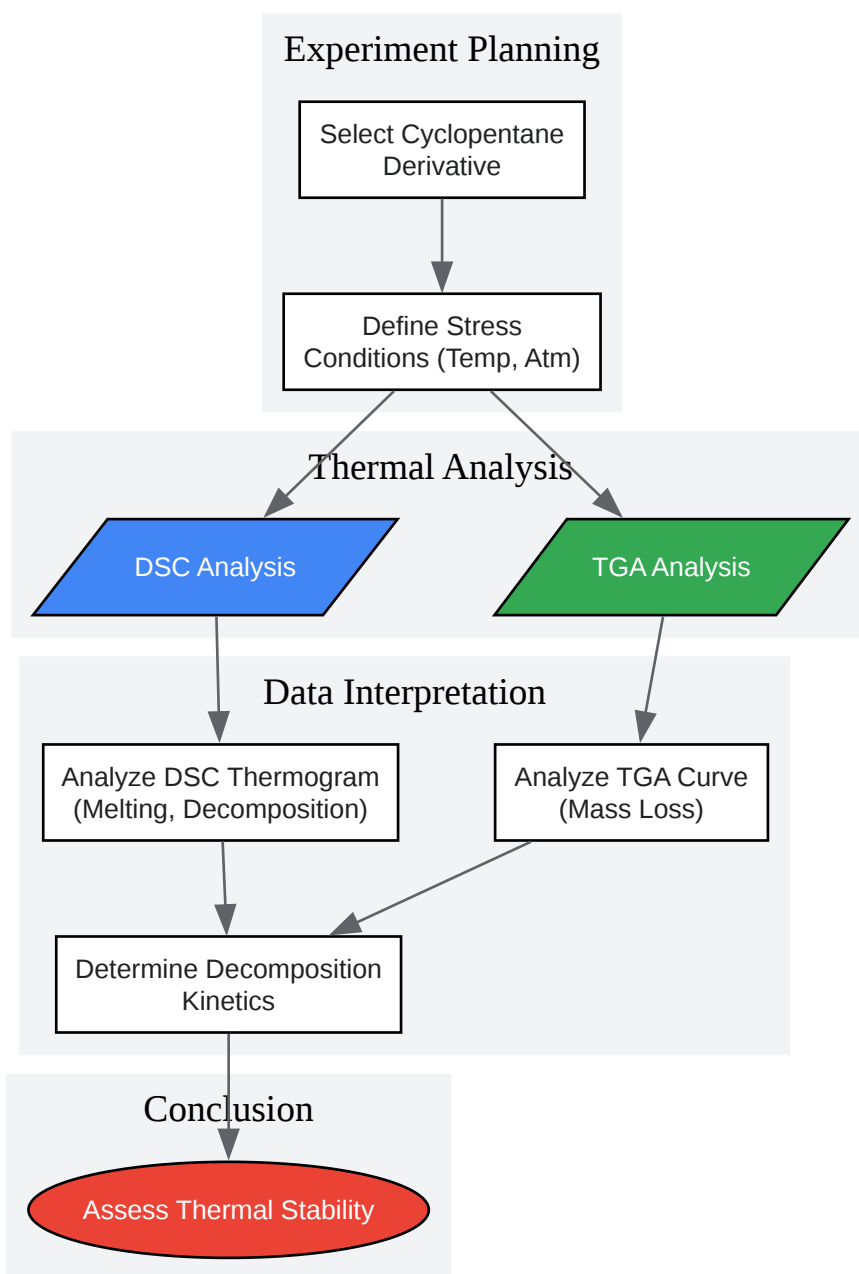 Experiment Planning
Select Cyclopentane
Derivative
Define Stress
Conditions (Temp, Atm)
Thermal Analysis
DSC Analysis
TGA Analysis
Data Interpretation
Analyze DSC Thermogram
(Melting, Decomposition)
Analyze TGA Curve
(Mass Loss)
Determine Decomposition
Kinetics
Conclusion
Assess Thermal Stability